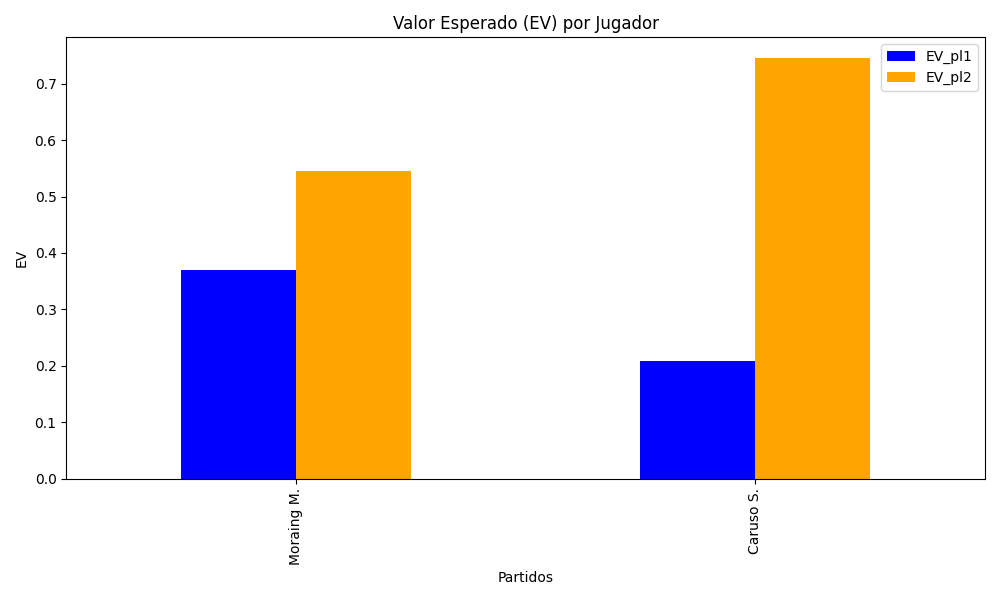 Valor Esperado (EV) por Jugador
EV_pl1
EV_pl2
0.7
0.6
0.5
0.4
0.3
0.2
0.1
0.0
EV
Moraing M.
Caruso S.
Partidos